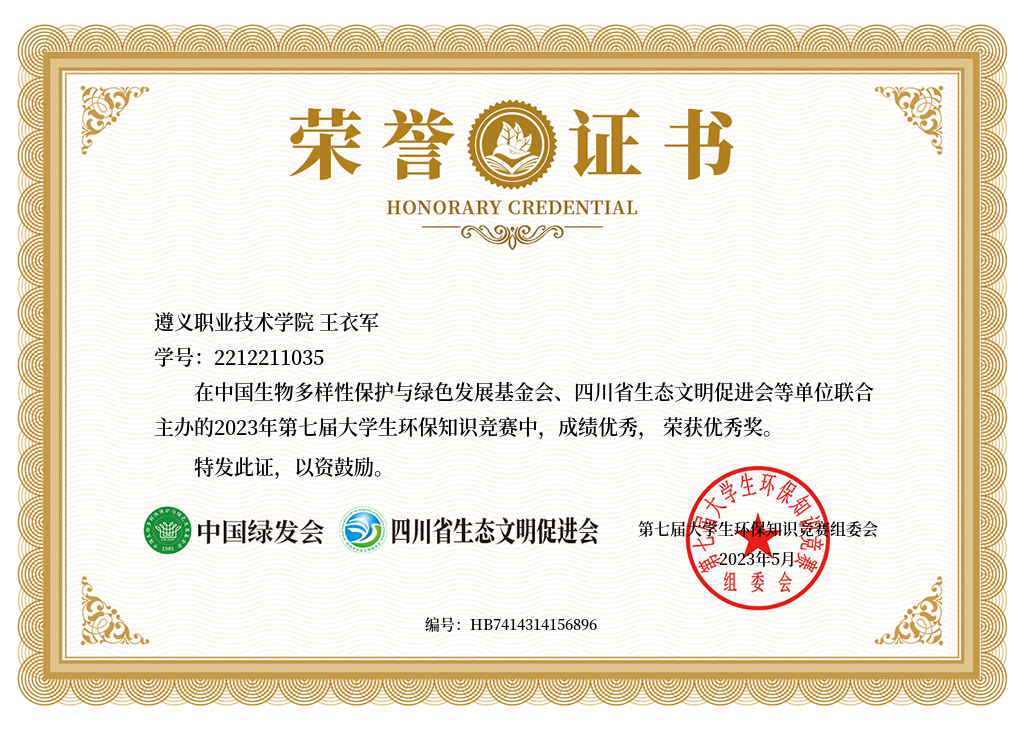 荣誉证书
HONORARY CREDENTIAL
遵义职业技术学院 王衣军
学号：2212211035
在中国生物多样性保护与绿色发展基金会、四川省生态文明促进会等单位联合
主办的2023年第七届大学生环保知识竞赛中，成绩优秀， 荣获优秀奖。
特发此证，以资鼓励。
1985
中国绿发会
四川省生态文明促进会
第七届大学生环保知识竞赛组委会
2023年5月
第七届大学生环保知识竞赛
组委会
编号：HB7414314156896